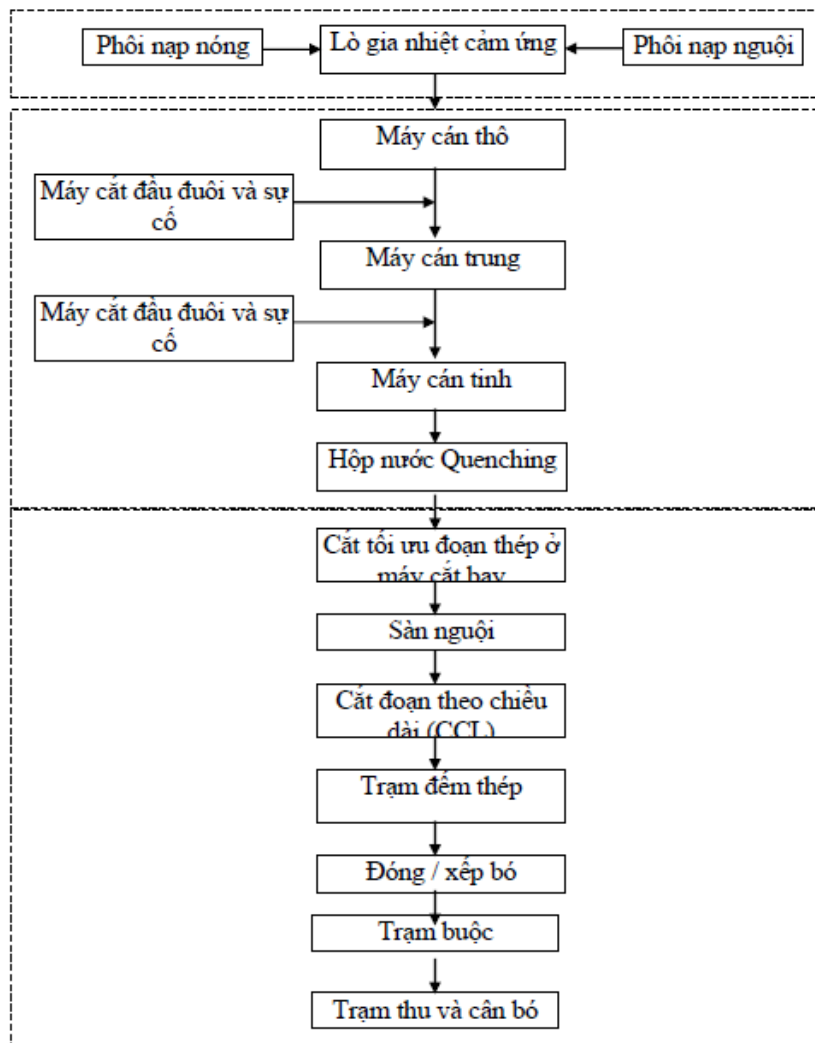 Phôi nạp nóng
Lò gia nhiệt cảm ứng
Phôi nạp nguội
Máy cán thô
Máy cắt đầu đuôi và sự
cố
Máy cán trung
Máy cắt đầu đuôi và sự
cố
Máy cán tinh
Hộp nước Quenching
Cắt tối ưu đoạn thép ở
máy cắt bay
Sàn nguội
Cắt đoạn theo chiều
dài (CCL)
Trạm đếm thép
Đóng / xếp bó
Trạm buộc
Trạm thu và cân bó